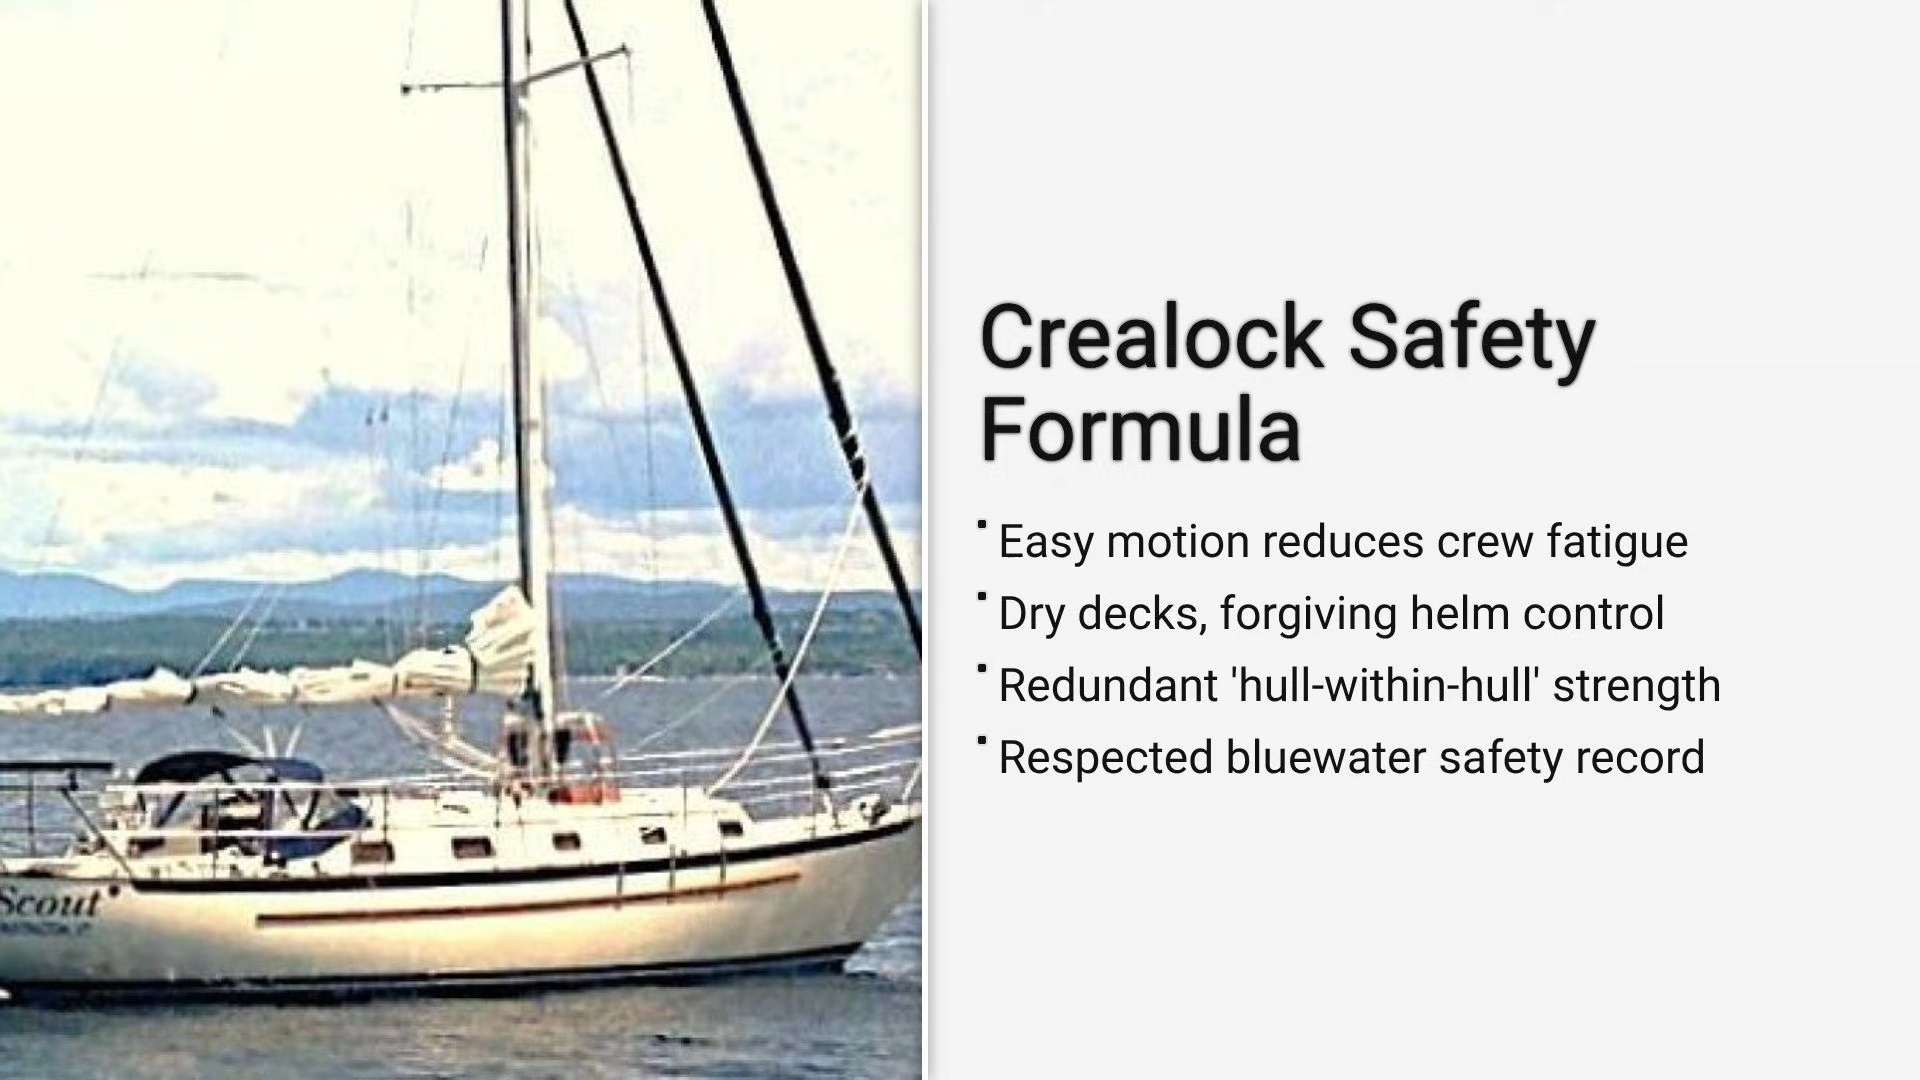 Crealock Safety
Formula
Easy motion reduces crew fatigue
Dry decks, forgiving helm control
Redundant 'hull-within-hull' strength
Respected bluewater safety record
Scout